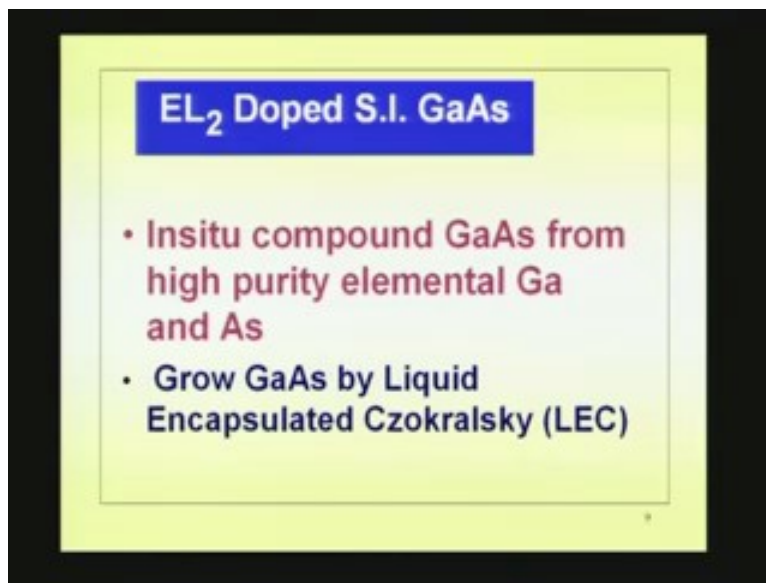 EL₂ Doped S.I. GaAs
• Insitu compound GaAs from
high purity elemental Ga
and As
• Grow GaAs by Liquid
Encapsulated Czokralsky (LEC)
9